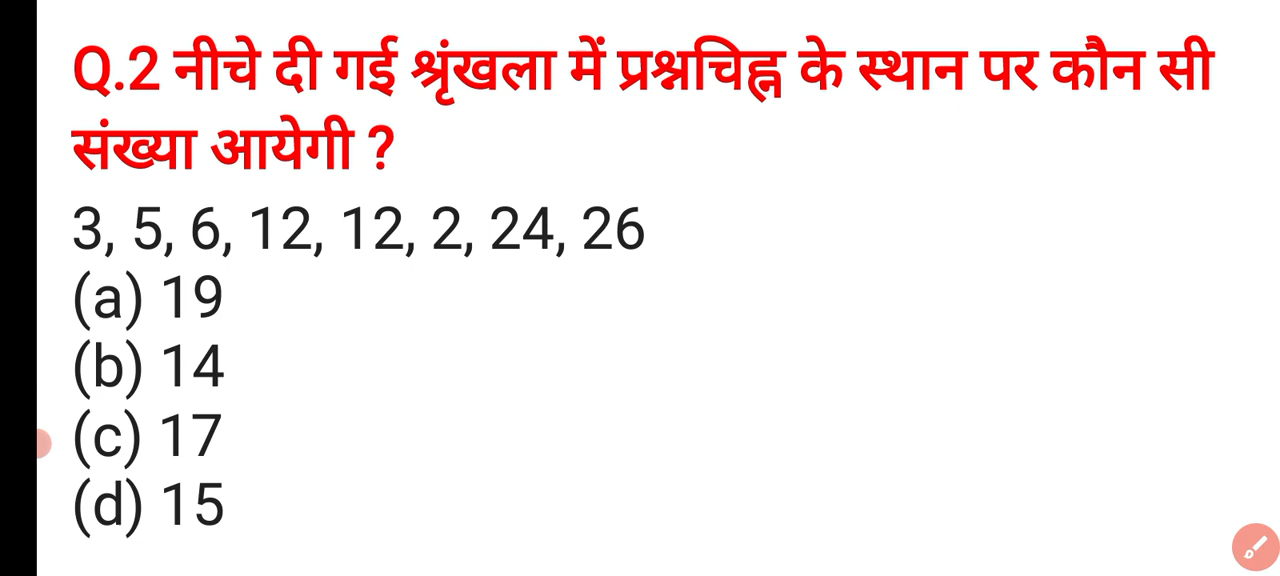 Q.2 नीचे दी गई श्रृंखला में प्रश्नचिह्न के स्थान पर कौन सी
संख्या आयेगी ?
3, 5, 6, 12, 12, 2, 24, 26
(a) 19
(b) 14
(c) 17
(d) 15